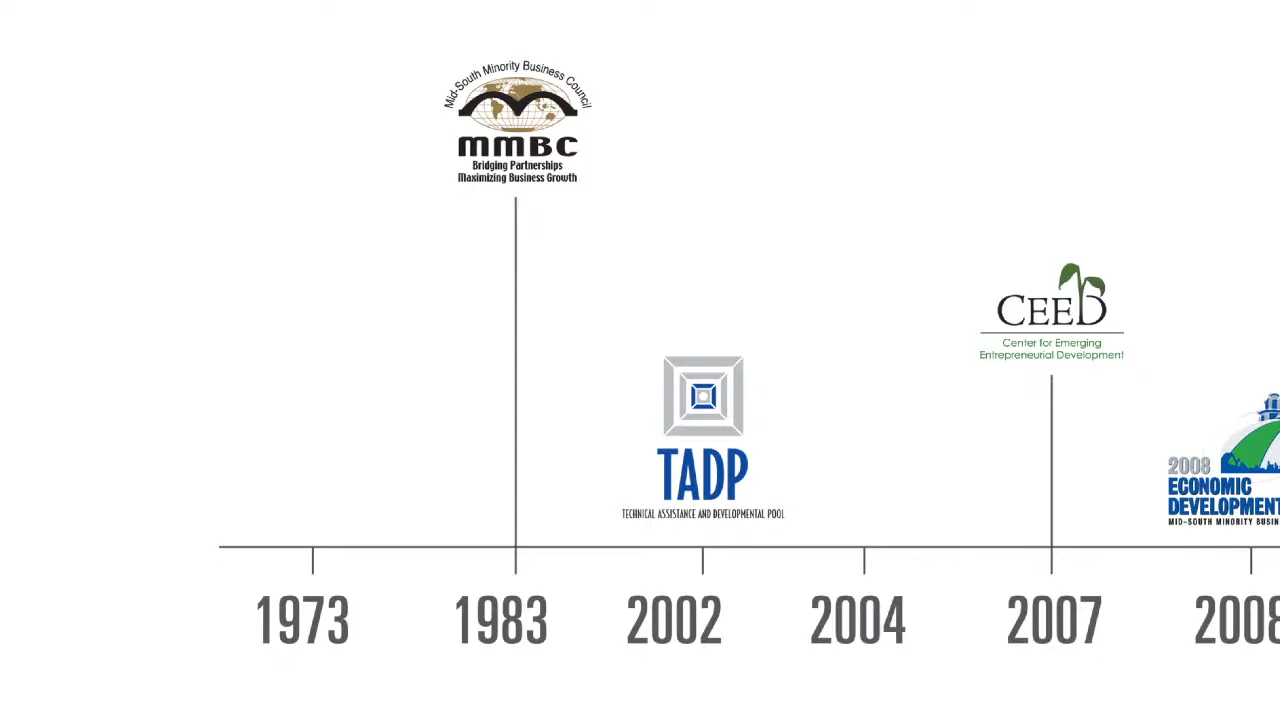 Mid-South Minority Business Council
MMBC
Bridging Partnerships
Maximizing Business Growth
CEED
Center for Emerging
Entrepreneurial Development
TADP
TECHNICAL ASSISTANCE AND DEVELOPMENTAL POOL
2008
ECONOMIC
DEVELOPMENT
MID-SOUTH MINORITY
1973 1983 2002 2004 2007 2008